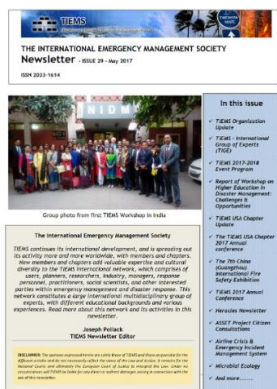 TIEMS
THE INTERNATIONAL EMERGENCY MANAGEMENT SOCIETY
Newsletter - ISSUE 29 - May 2017
ISSN 2033-1614
NIDM
Group photo from first TIEMS Workshop in India
The International Emergency Management Society
TIEMS continues its international development, and is spreading out
its activity more and more worldwide, with members and chapters.
New members and chapters add valuable expertise and cultural
diversity to the TIEMS international network, which comprises of
users, planners, researchers, industry, managers, response
personnel, practitioners, social scientists, and other interested
parties within emergency management and disaster response. This
network constitutes a large international multidisciplinary group of
experts, with different educational backgrounds and various
experiences. Read more about this network and its activities in this
newsletter.
Joseph Pollack
TIEMS Newsletter Editor
In this issue
✓ TIEMS Organisation
Update
✓ TIEMS - International
Group of Experts
(TIGE)
✓ TIEMS 2017-2018
Event Program
✓ Report of Workshop on
Higher Education in
Disaster Management:
Challenges &
Opportunities
✓ TIEMS USA Chapter
Update
✓ The TIEMS USA Chapter
2017 Annual
conference
✓ The 7th China
(Guangzhou)
International Fire
Safety Exhibition
✓ TIEMS 2017 Annual
Conference
✓ Heracles Newsletter
✓ ASSET Project Citizen
Consultations
✓ Airline Crisis &
Emergency Incident
Management System
✓ Microbial Ecology
✓ And more......